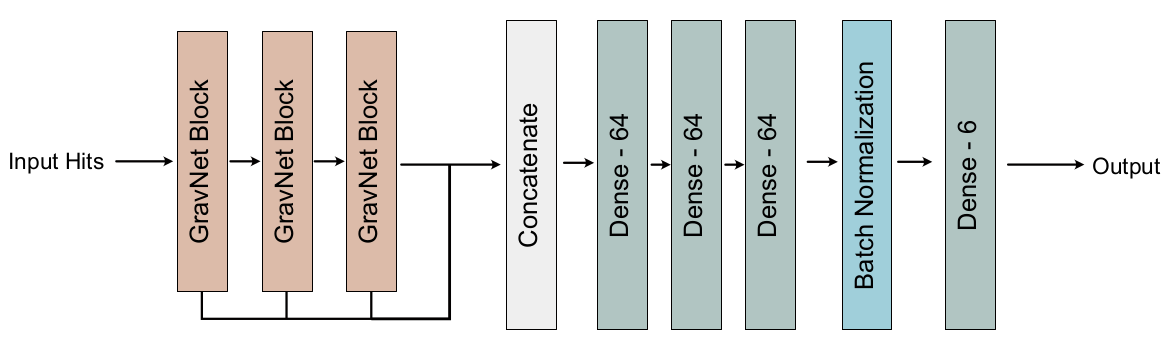 Input Hits
GravNet Block
GravNet Block
GravNet Block
Concatenate
Dense - 64
Dense - 64
Dense - 64
Batch Normalization
Dense - 6
Output